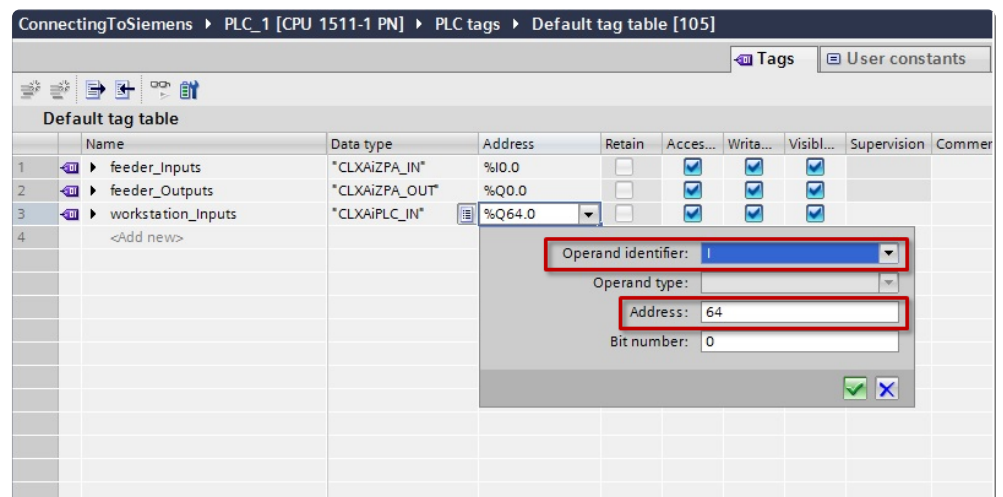 ConnectingToSiemens ▸ PLC_1 [CPU 1511-1 PN] ▸ PLC tags ▸ Default tag table [105]
Tags User constants
Default tag table
Name Data type Address Retain Acces... Writa... Visibl... Supervision Commer
1 feeder_Inputs "CLXAiZPA_IN" %I0.0
2 feeder_Outputs "CLXAiZPA_OUT" %Q0.0
3 workstation_Inputs "CLXAiPLC_IN" %Q64.0
4 <Add new>
Operand identifier: I
Operand type:
Address: 64
Bit number: 0